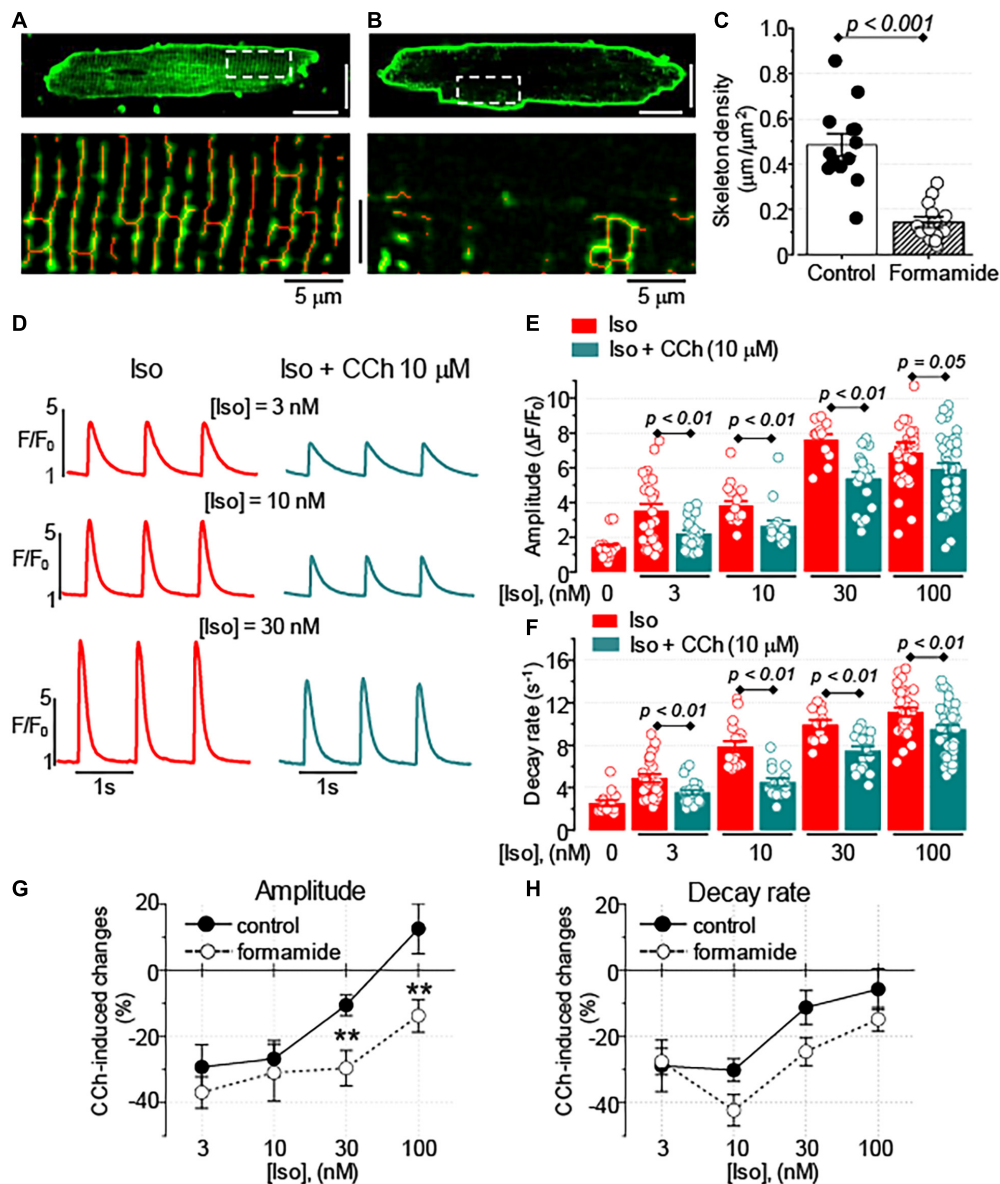 A
B
C
p < 0.001
Skeleton density
(μm/μm²)
1.0
0.8
0.6
0.4
0.2
0
Control
Formamide
5 μm
5 μm
D
Iso
Iso + CCh 10 μM
[Iso] = 3 nM
5
F/F0
1
[Iso] = 10 nM
5
F/F0
1
[Iso] = 30 nM
5
F/F0
1
1s
1s
E
Iso
Iso + CCh (10 μM)
p < 0.01
p < 0.01
p < 0.01
p = 0.05
Amplitude (ΔF/F0)
10
8
6
4
2
0
[Iso], (nM)
0
3
10
30
100
F
Iso
Iso + CCh (10 μM)
p < 0.01
p < 0.01
p < 0.01
p < 0.01
Decay rate (s⁻¹)
16
12
8
4
0
[Iso], (nM)
0
3
10
30
100
G
Amplitude
control
formamide
CCh-induced changes
(%)
20
0
-20
-40
**
**
3
10
30
100
[Iso], (nM)
H
Decay rate
control
formamide
CCh-induced changes
(%)
20
0
-20
-40
3
10
30
100
[Iso], (nM)